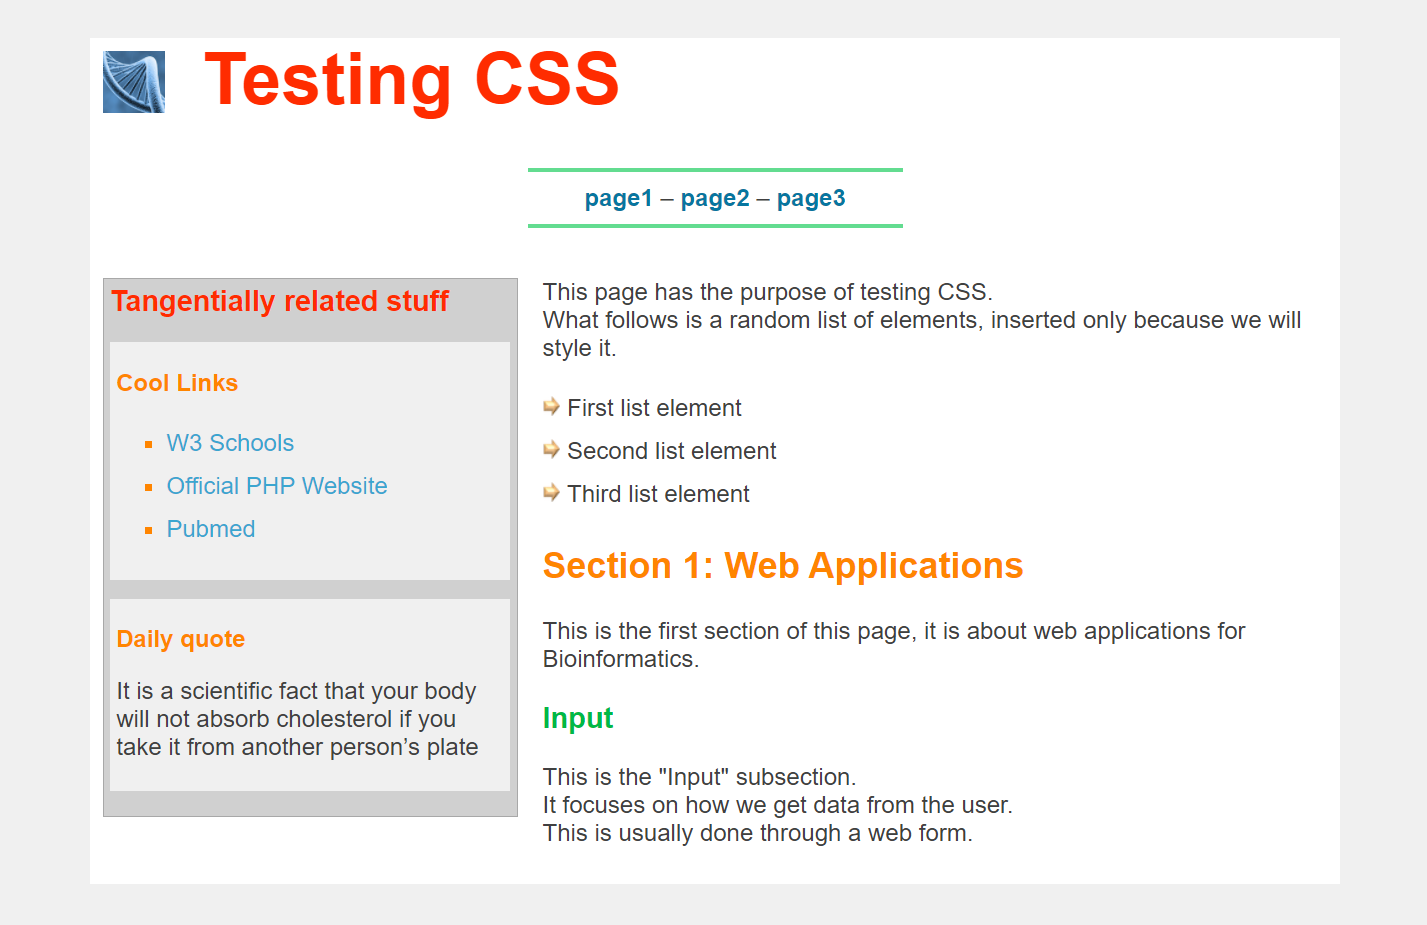 Testing CSS
page1 – page2 – page3
Tangentially related stuff
Cool Links
W3 Schools
Official PHP Website
Pubmed
Daily quote
It is a scientific fact that your body
will not absorb cholesterol if you
take it from another person’s plate
This page has the purpose of testing CSS.
What follows is a random list of elements, inserted only because we will
style it.
First list element
Second list element
Third list element
Section 1: Web Applications
This is the first section of this page, it is about web applications for
Bioinformatics.
Input
This is the "Input" subsection.
It focuses on how we get data from the user.
This is usually done through a web form.